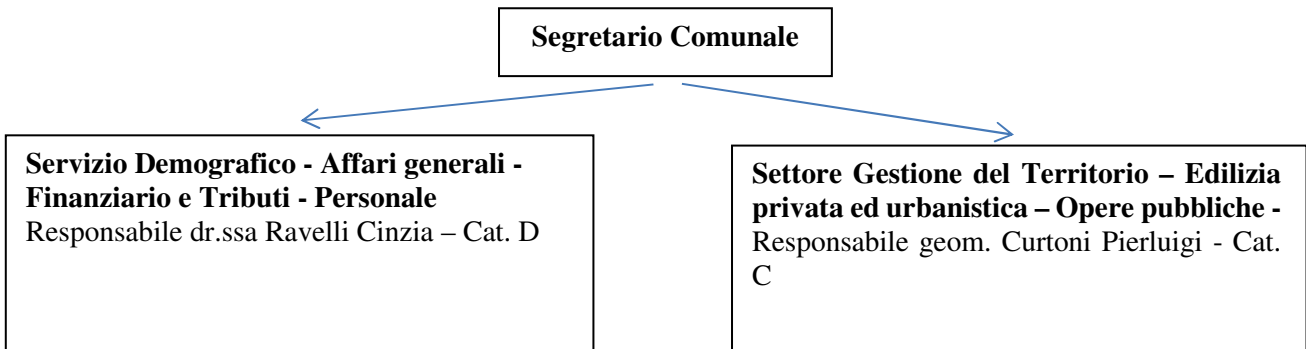 Segretario Comunale
Servizio Demografico - Affari generali -
Finanziario e Tributi - Personale
Responsabile dr.ssa Ravelli Cinzia – Cat. D
Settore Gestione del Territorio – Edilizia
privata ed urbanistica – Opere pubbliche -
Responsabile geom. Curtoni Pierluigi - Cat.
C